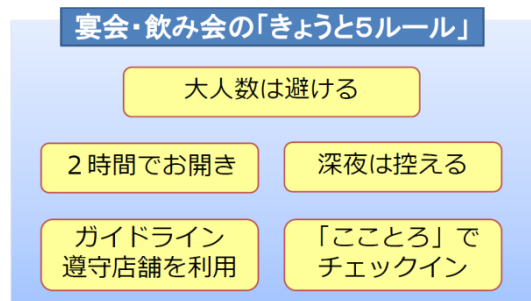 宴会・飲み会の「きょうと５ルール」
大人数は避ける
２時間でお開き
深夜は控える
ガイドライン
遵守店舗を利用
「こことろ」で
チェックイン